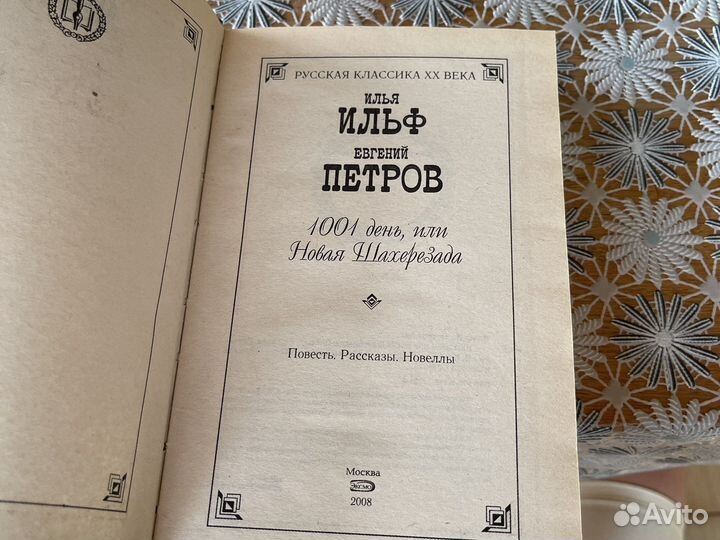 РУССКАЯ КЛАССИКА XX ВЕКА
ИЛЬЯ
ИЛЬФ
ЕВГЕНИЙ
ПЕТРОВ
1001 день, или
Новая Шахерезада
Повесть. Рассказы. Новеллы
Москва
ЭКСМО
2008
Avito